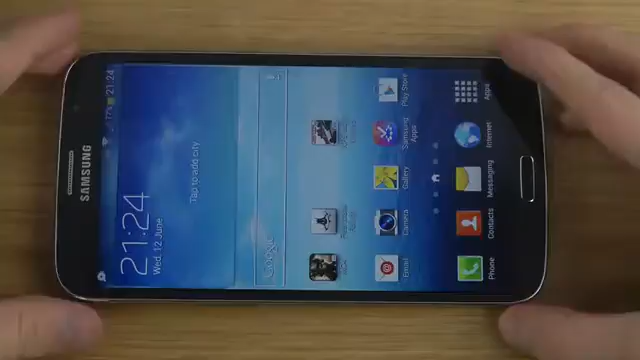 SAMSUNG
21:24
21:24
Wed, 12 June
Tap to add city
Google
Play Store
Samsung
Apps
Gallery
Camera
Email
Apps
Internet
Messaging
Contacts
Phone